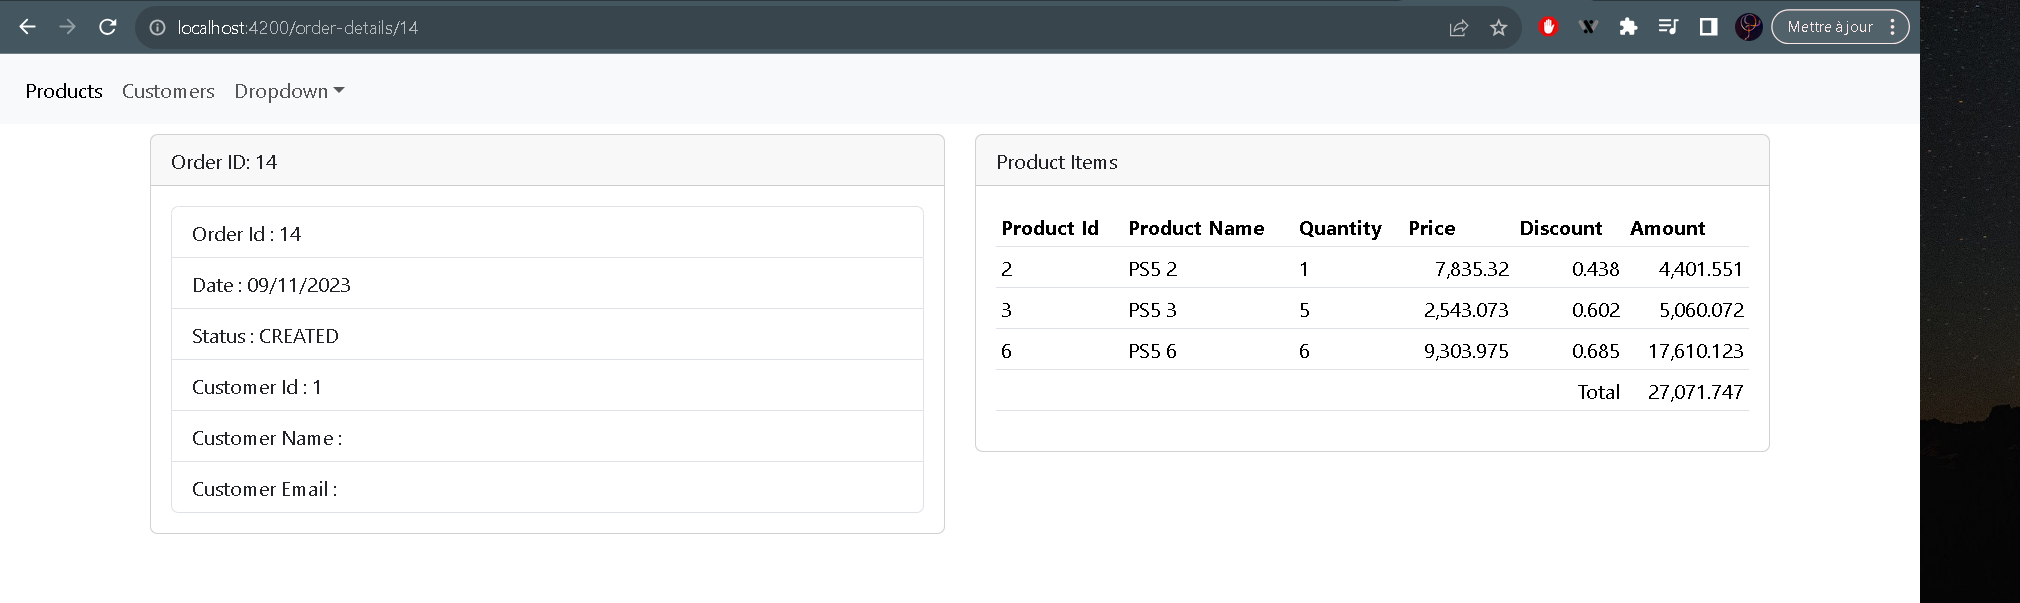 localhost:4200/order-details/14
Mettre à jour
Products Customers Dropdown
Order ID: 14
Order Id : 14
Date : 09/11/2023
Status : CREATED
Customer Id : 1
Customer Name :
Customer Email :
Product Items
Product Id Product Name Quantity Price Discount Amount
2 PS5 2 1 7,835.32 0.438 4,401.551
3 PS5 3 5 2,543.073 0.602 5,060.072
6 PS5 6 6 9,303.975 0.685 17,610.123
Total 27,071.747